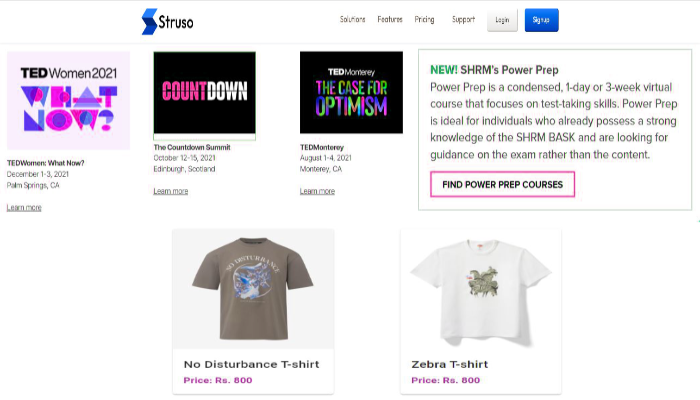 Struso
Solutions Features Pricing Support Login Signup
TEDWomen2021
WHAT
NOW?
TEDWomen: What Now?
December 1-3, 2021
Palm Springs, CA
Learn more
COUNTDOWN
The Countdown Summit
October 12-15, 2021
Edinburgh, Scotland
Learn more
TEDMonterey
THE CASE FOR
OPTIMISM
TEDMonterey
August 1-4, 2021
Monterey, CA
Learn more
NEW! SHRM's Power Prep
Power Prep is a condensed, 1-day or 3-week virtual
course that focuses on test-taking skills. Power Prep
is ideal for individuals who already possess a strong
knowledge of the SHRM BASK and are looking for
guidance on the exam rather than the content.
FIND POWER PREP COURSES
NO DISTURBANCE
No Disturbance T-shirt
Price: Rs. 800
Zebra T-shirt
Price: Rs. 800